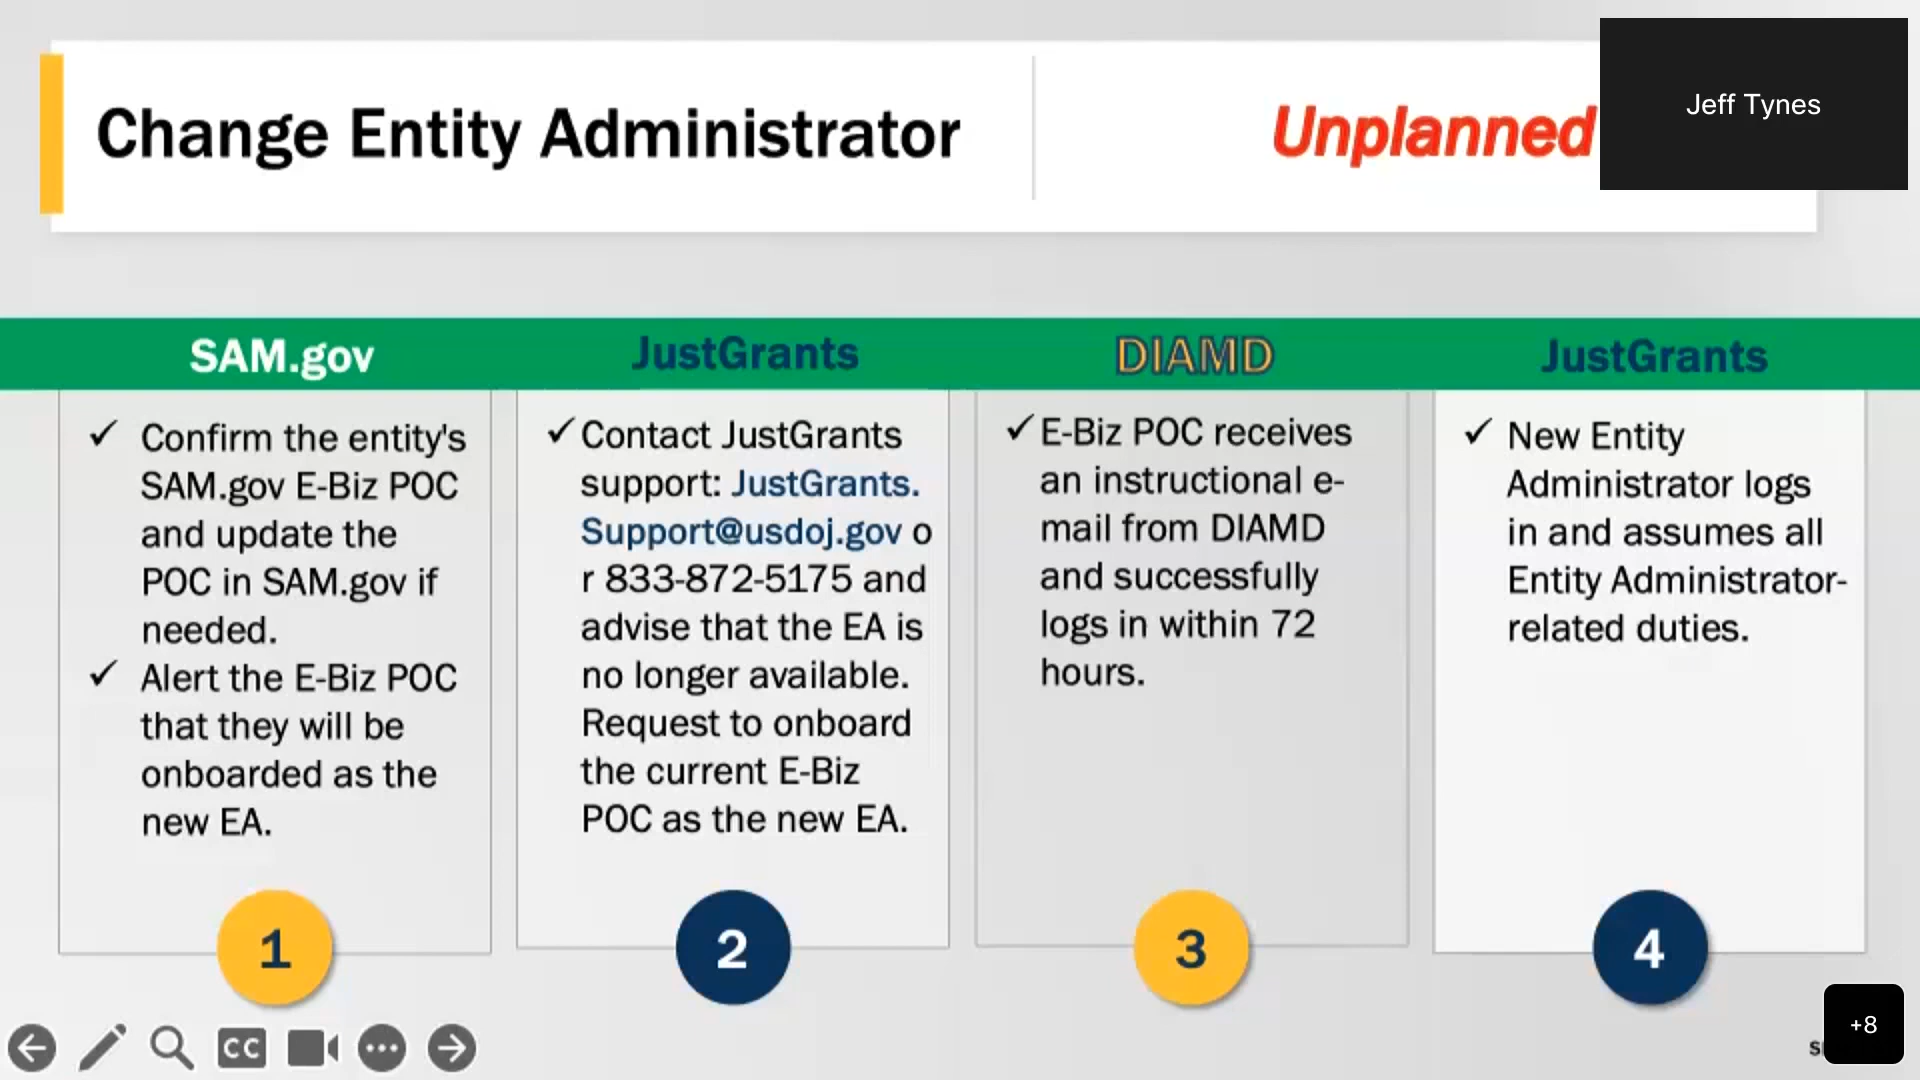 Change Entity Administrator
Unplanned
Jeff Tynes
SAM.gov
JustGrants
DIAMD
JustGrants
✓ Confirm the entity's
SAM.gov E-Biz POC
and update the
POC in SAM.gov if
needed.
✓ Alert the E-Biz POC
that they will be
onboarded as the
new EA.
✓ Contact JustGrants
support: JustGrants.
Support@usdoj.gov o
r 833-872-5175 and
advise that the EA is
no longer available.
Request to onboard
the current E-Biz
POC as the new EA.
✓ E-Biz POC receives
an instructional e-
mail from DIAMD
and successfully
logs in within 72
hours.
✓ New Entity
Administrator logs
in and assumes all
Entity Administrator-
related duties.
1
2
3
4
CC
+8